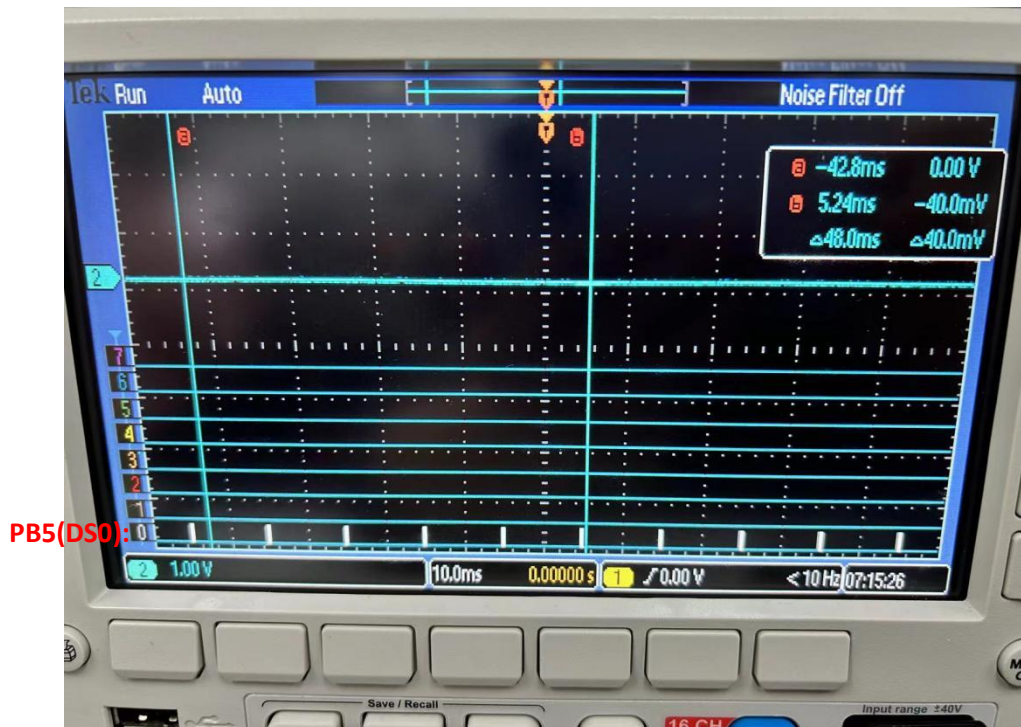 Tek Run Auto Noise Filter Off
T
a b T
a -42.8ms 0.00 V
b 5.24ms -40.0mV
△48.0ms △40.0mV
2
7
6
5
4
3
2
1
PB5(DS0): 0
2 1.00 V 10.0ms 0.00000 s 1 / 0.00 V < 10 Hz 07:15:26
Save / Recall
16 CH
Input range ±40V
M